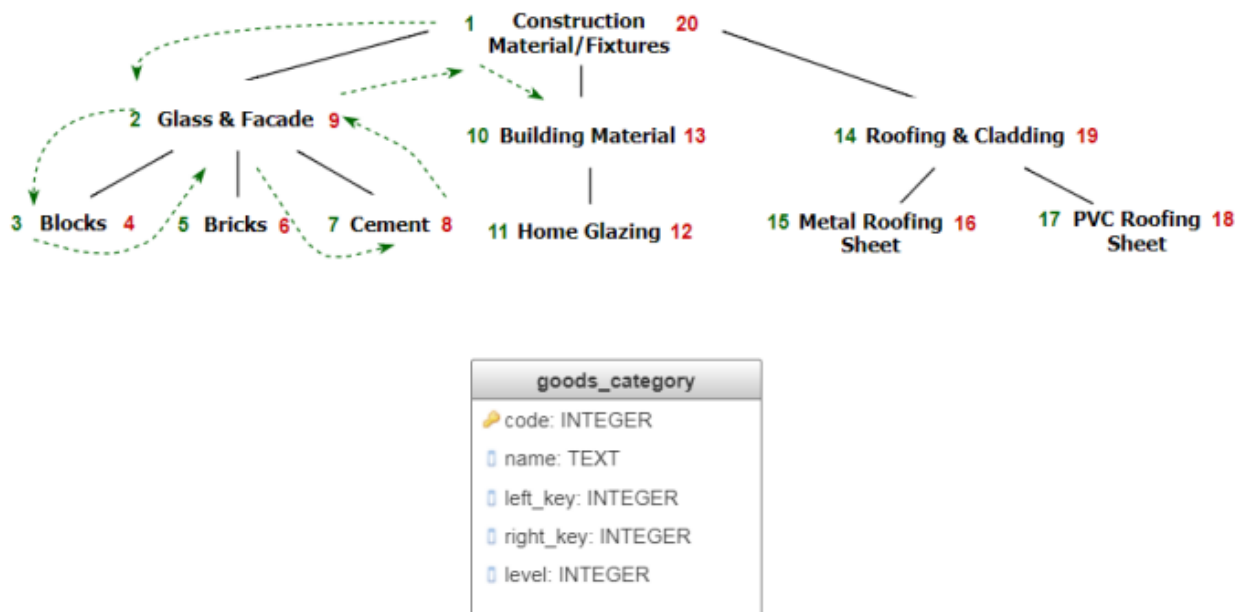 1 Construction 20
Material/Fixtures
2 Glass & Facade 9
10 Building Material 13
14 Roofing & Cladding 19
3 Blocks 4
5 Bricks 6
7 Cement 8
11 Home Glazing 12
15 Metal Roofing 16
Sheet
17 PVC Roofing 18
Sheet
goods_category
code: INTEGER
name: TEXT
left_key: INTEGER
right_key: INTEGER
level: INTEGER